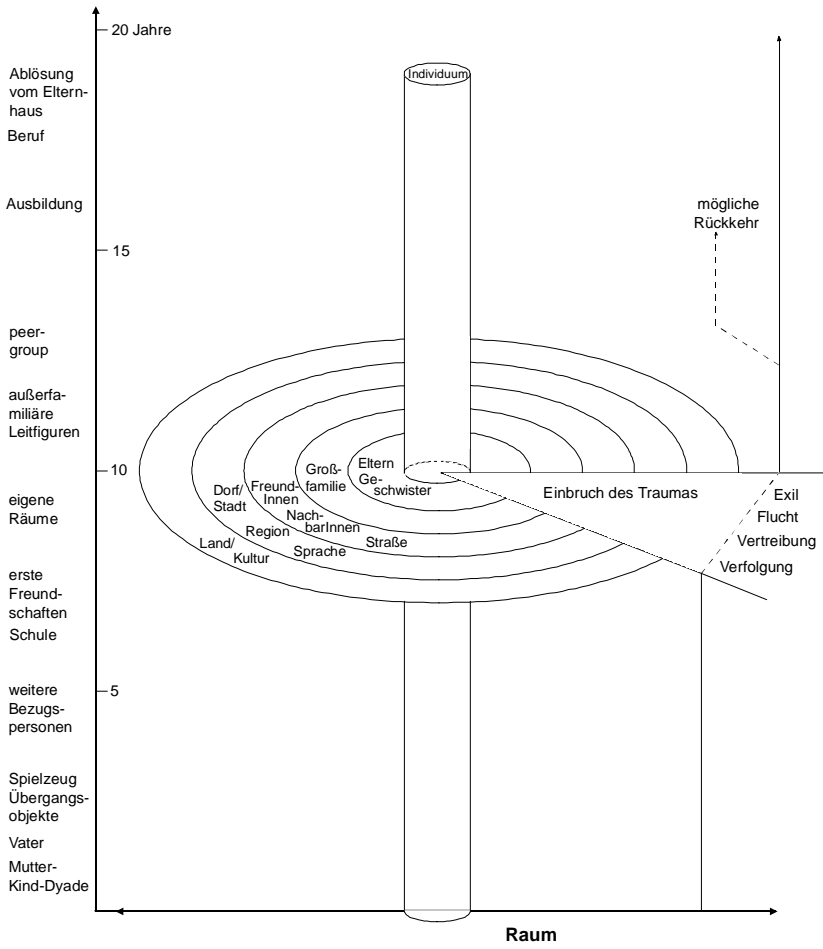 20 Jahre
Individuum
Ablösung
vom Eltern-
haus
Beruf
Ausbildung
mögliche
Rückkehr
15
peer-
group
außerfa-
miliäre
Leitfiguren
10
Eltern
Ge-
schwister
Groß-
familie
Freund-
Innen
Nach-
barInnen
Straße
Dorf/
Stadt
Region
Sprache
Land/
Kultur
Einbruch des Traumas
Exil
Flucht
Vertreibung
Verfolgung
eigene
Räume
erste
Freund-
schaften
Schule
weitere
Bezugs-
personen
5
Spielzeug
Übergangs-
objekte
Vater
Mutter-
Kind-Dyade
Raum